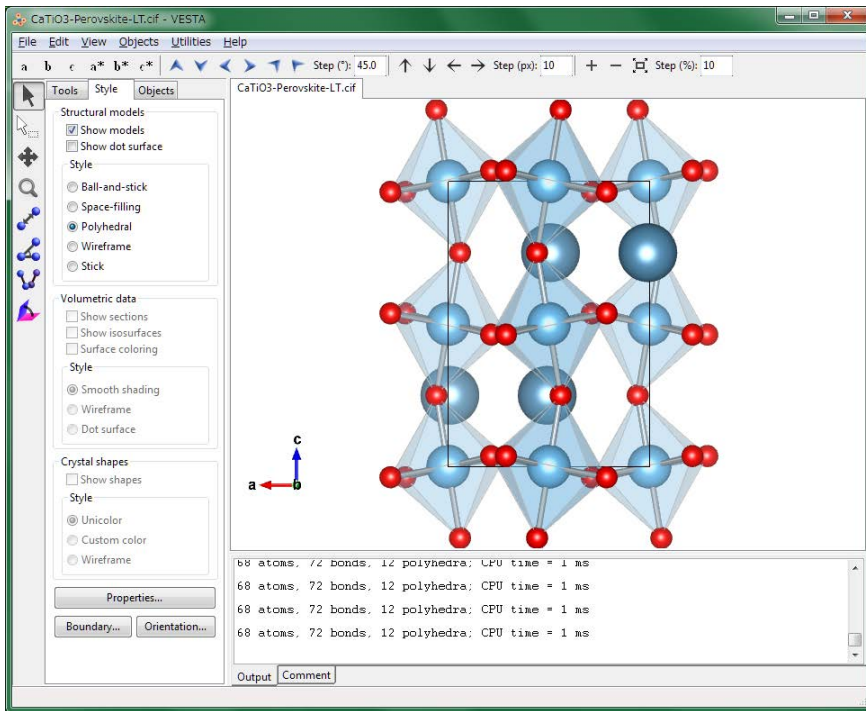 CaTiO3-Perovskite-LT.cif - VESTA
File Edit View Objects Utilities Help
a b c a* b* c* Step (°): 45.0 Step (px): 10 Step (%): 10
Tools Style Objects
CaTiO3-Perovskite-LT.cif
Structural models
Show models
Show dot surface
Style
Ball-and-stick
Space-filling
Polyhedral
Wireframe
Stick
Volumetric data
Show sections
Show isosurfaces
Surface coloring
Style
Smooth shading
Wireframe
Dot surface
Crystal shapes
Show shapes
Style
Unicolor
Custom color
Wireframe
Properties...
Boundary... Orientation...
c
a b
68 atoms, 72 bonds, 12 polyhedra; CPU time = 1 ms
68 atoms, 72 bonds, 12 polyhedra; CPU time = 1 ms
68 atoms, 72 bonds, 12 polyhedra; CPU time = 1 ms
68 atoms, 72 bonds, 12 polyhedra; CPU time = 1 ms
Output Comment